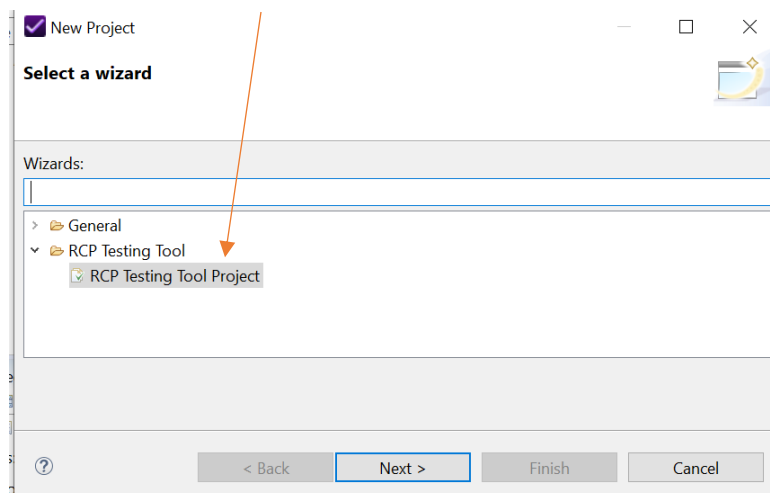 New Project
Select a wizard
Wizards:
General
RCP Testing Tool
RCP Testing Tool Project
< Back Next > Finish Cancel